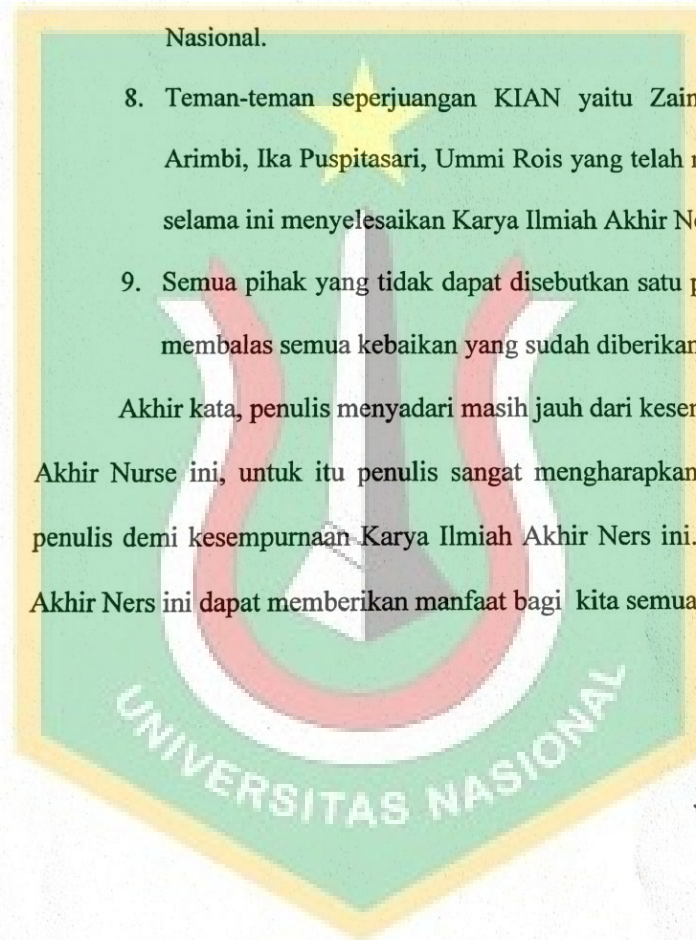 Nasional.
8. Teman-teman seperjuangan KIAN yaitu
Arimbi, Ika Puspitasari, Ummi Rois yang telah
selama ini menyelesaikan Karya Ilmiah Akhir
9. Semua pihak yang tidak dapat disebutkan satu
membalas semua kebaikan yang sudah diberikan
Akhir kata, penulis menyadari masih jauh dari
Akhir Nurse ini, untuk itu penulis sangat mengharapkan
penulis demi kesempurnaan Karya Ilmiah Akhir Ners ini.
Akhir Ners ini dapat memberikan manfaat bagi kita semua
UNIVERSITAS NASIONAL